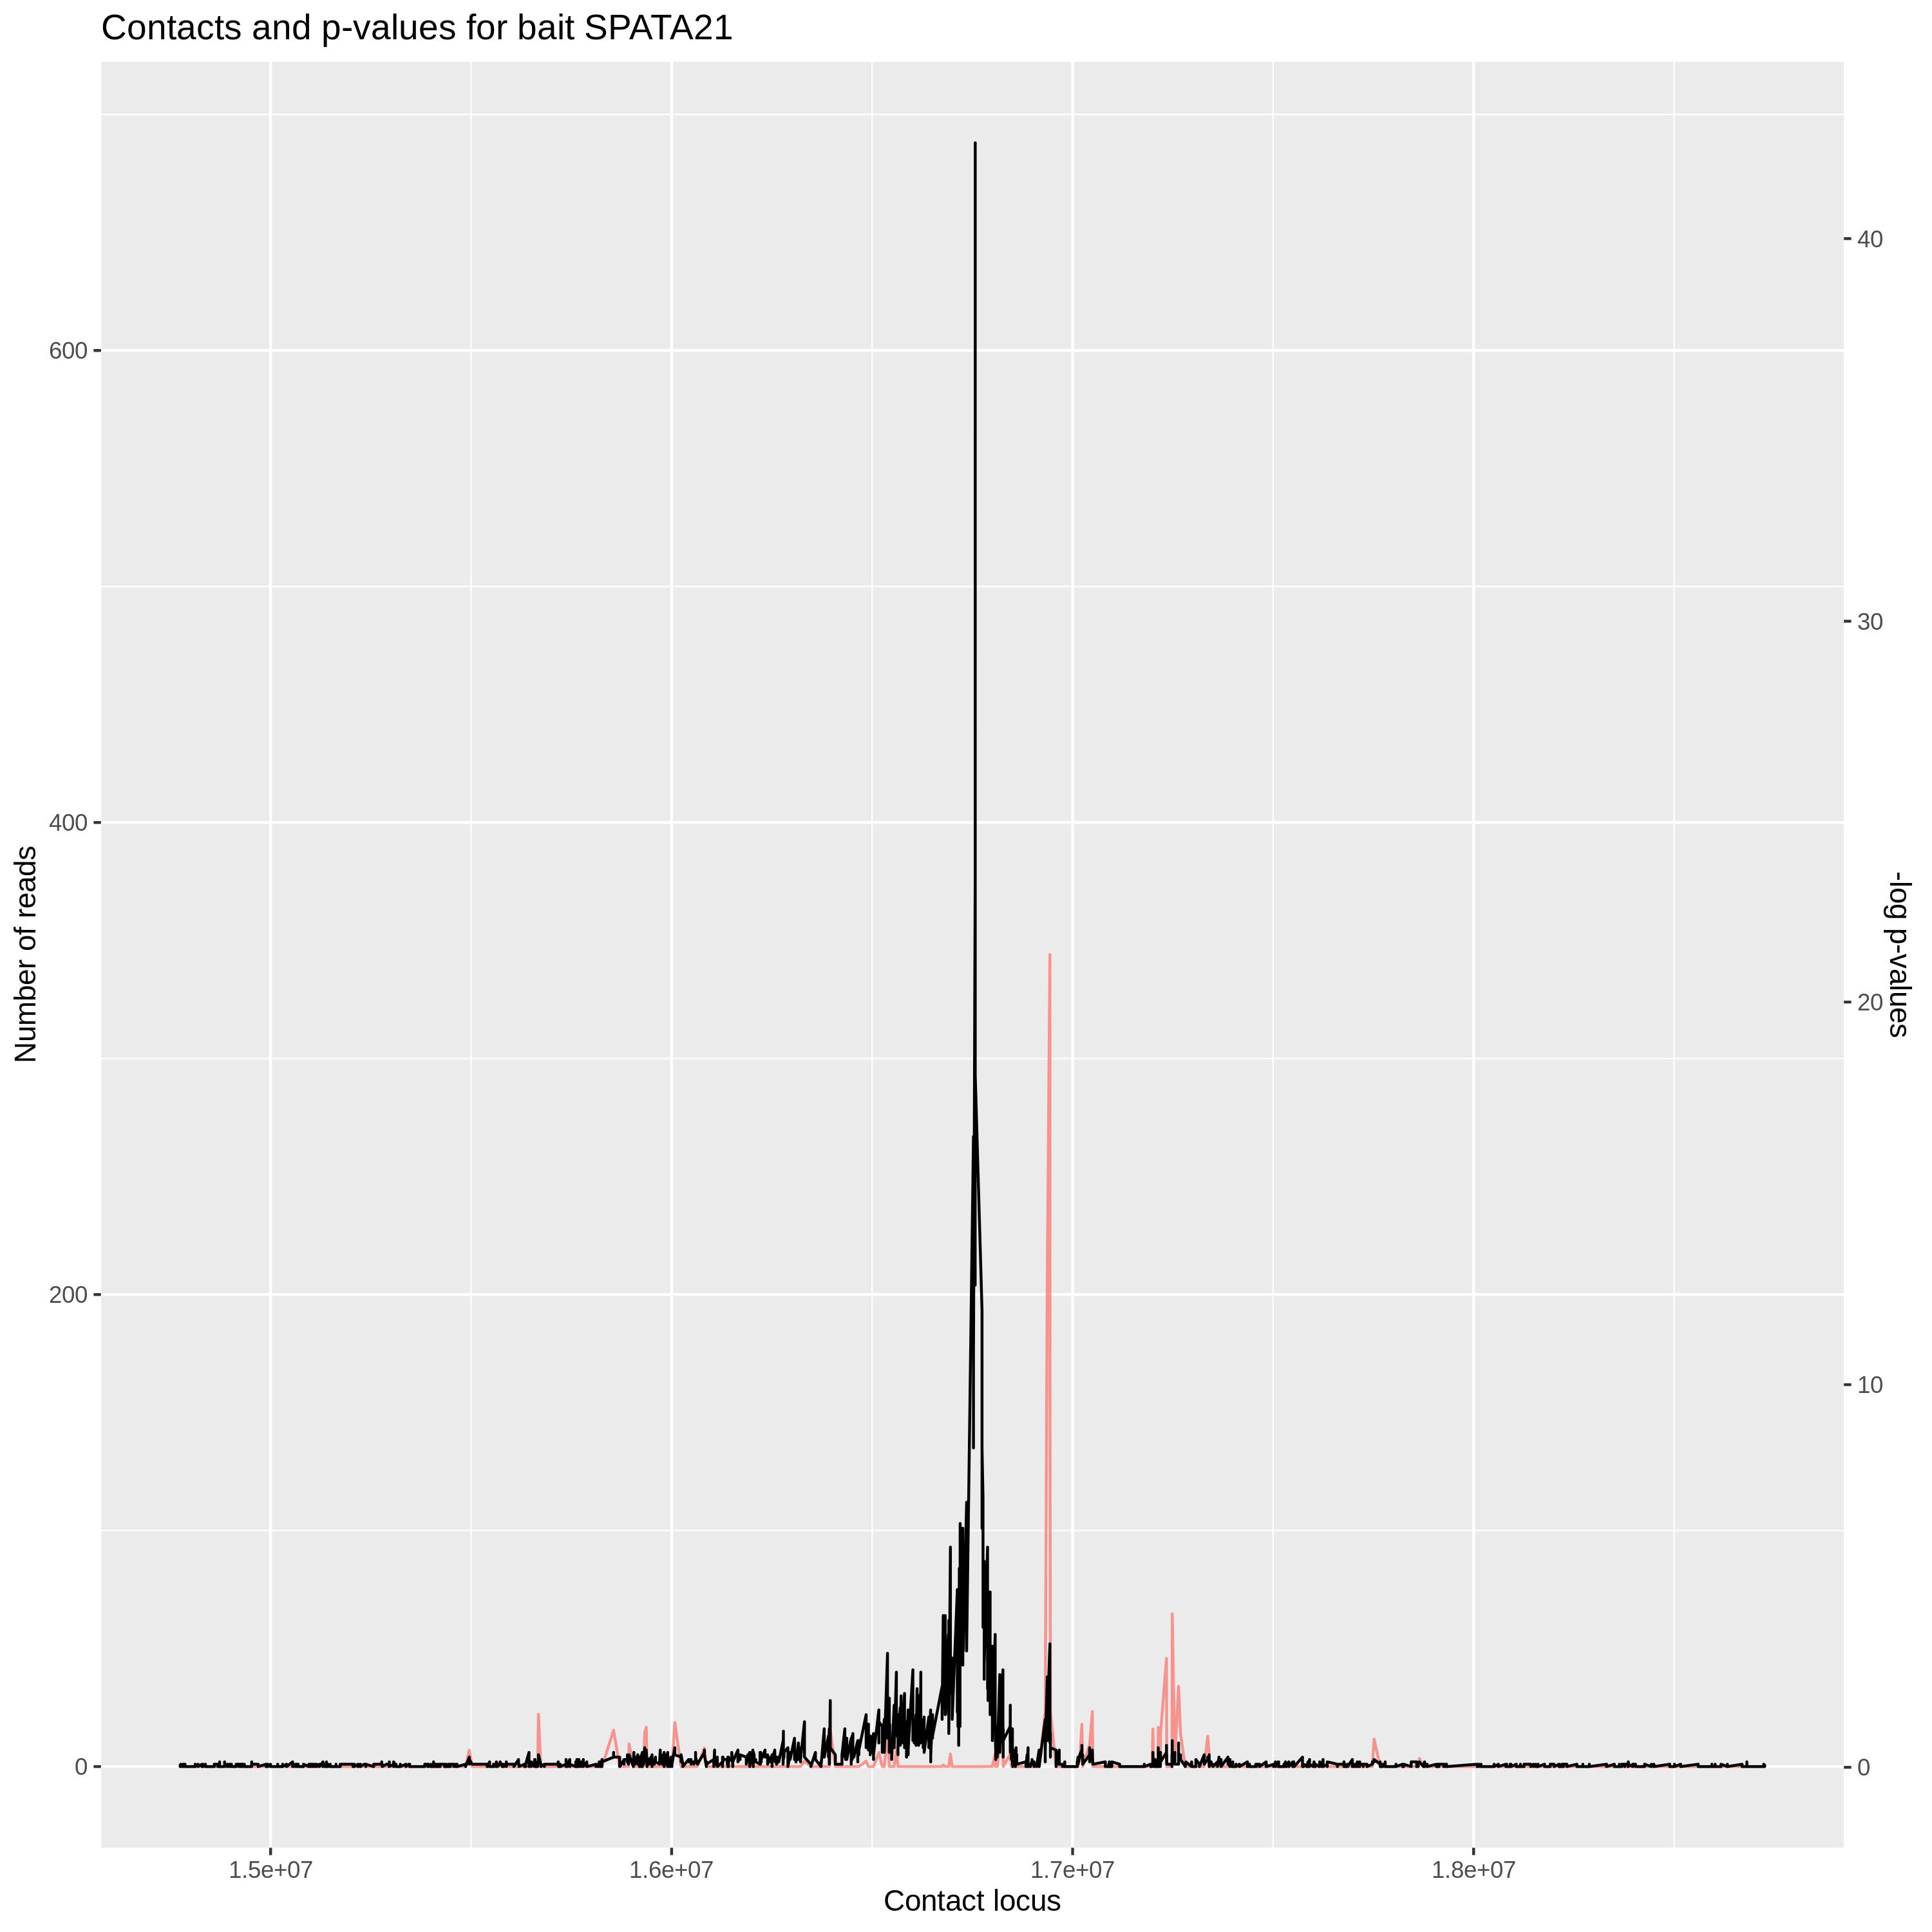 Contacts and p-values for bait SPATA21
Number of reads
600
400
200
0
40
30
20
10
0
-log p-values
1.5e+07 1.6e+07 1.7e+07 1.8e+07
Contact locus